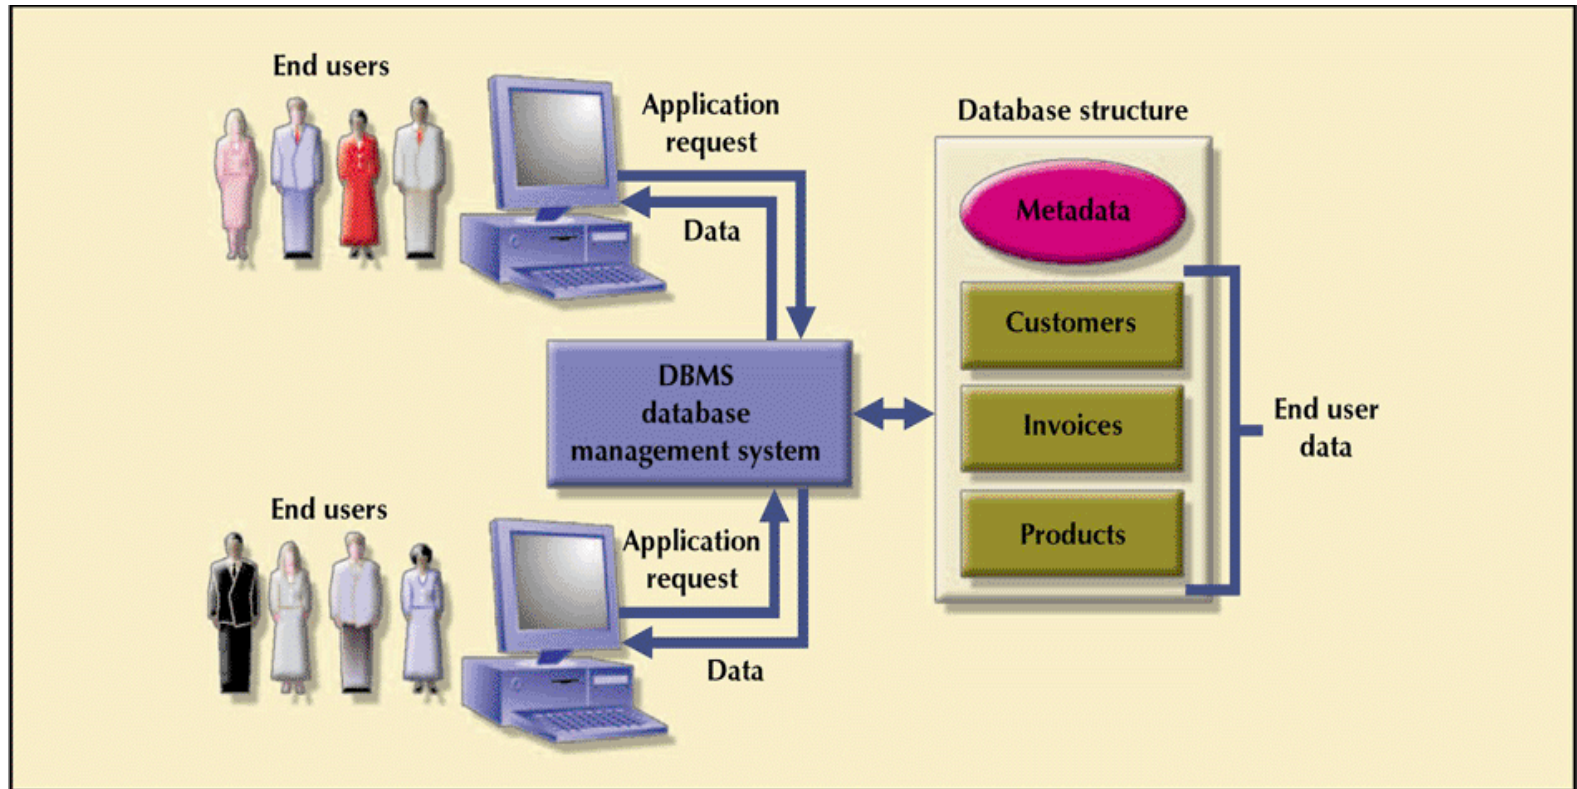 End users
Application
request
Data
Database structure
Metadata
Customers
Invoices
Products
End user
data
DBMS
database
management system
End users
Application
request
Data